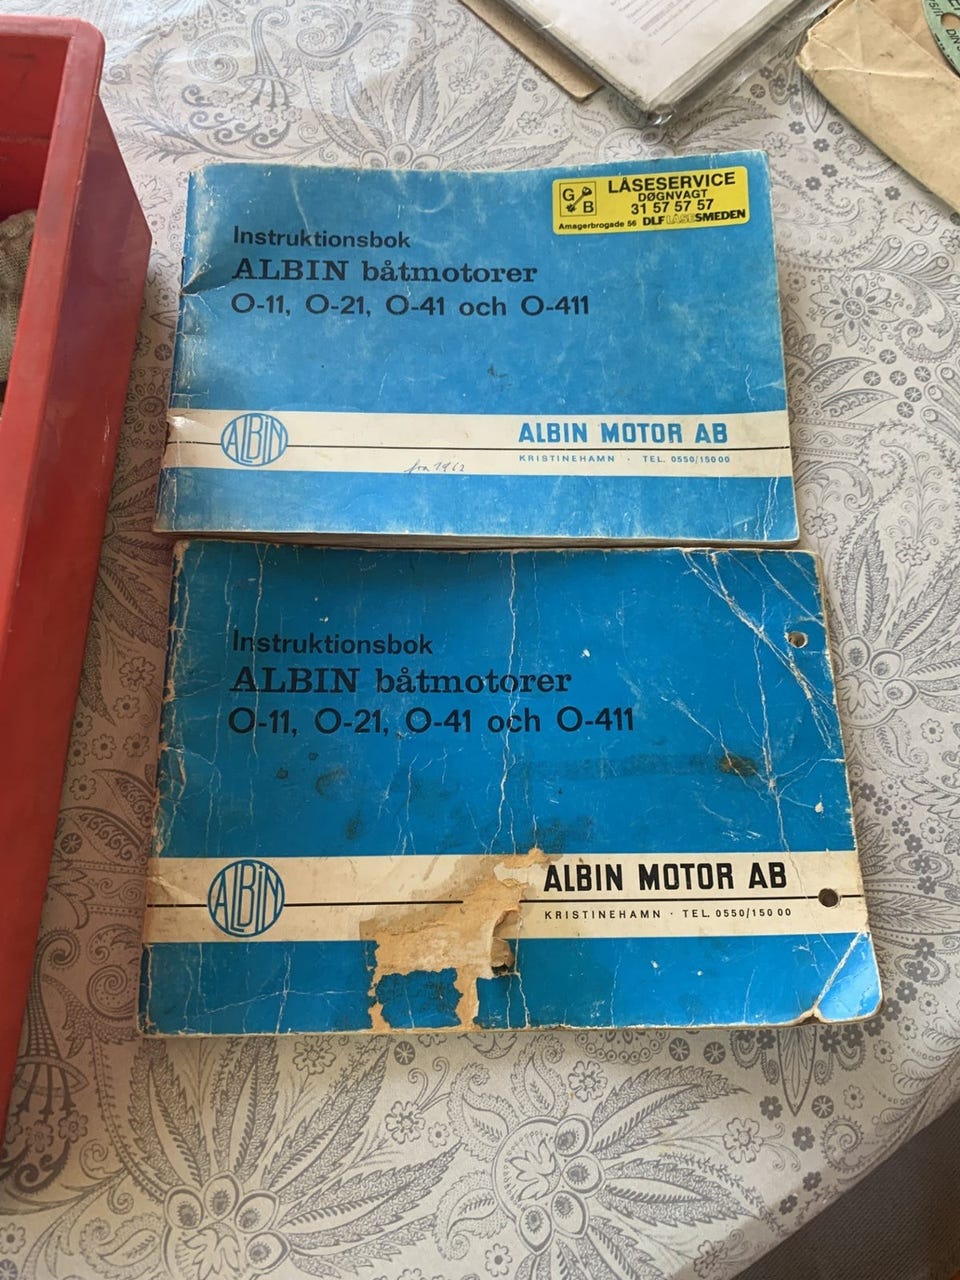 LÅSESERVICE
DØGNVAGT
31 57 57 57
Amagerbrogade 56 DLF LÅSESMEDEN
G
B
Instruktionsbok
ALBIN båtmotorer
O-11, O-21, O-41 och O-411
ALBIN
ALBIN MOTOR AB
KRISTINEHAMN · TEL. 0550/150 00
fra 1962
Instruktionsbok
ALBIN båtmotorer
O-11, O-21, O-41 och O-411
ALBIN
ALBIN MOTOR AB
KRISTINEHAMN · TEL. 0550/150 00